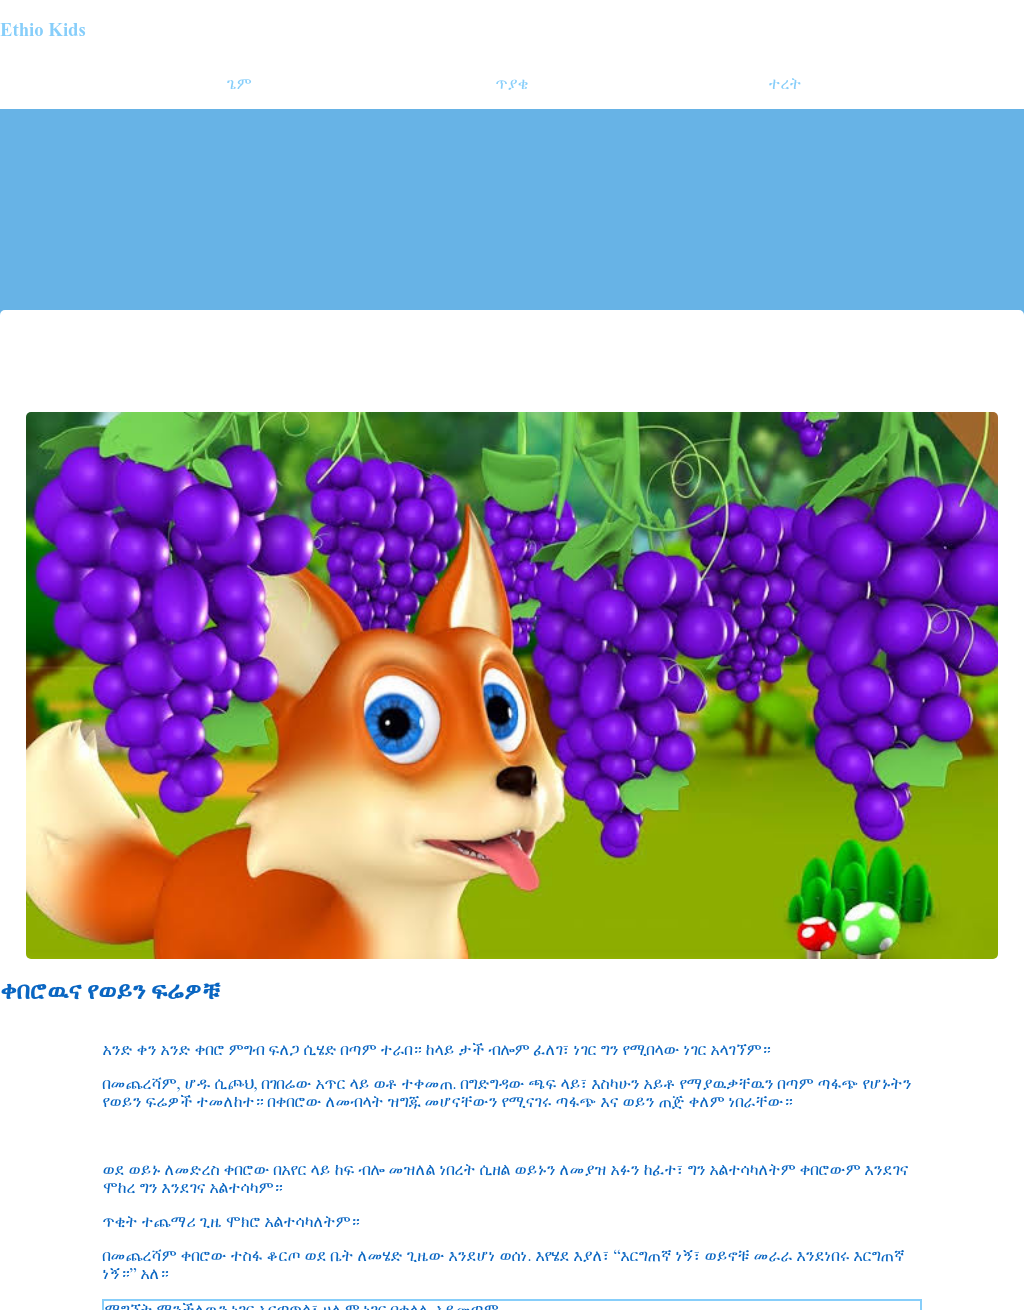 Ethio Kids
ጌም
ጥያቄ
ተረት
ቀበሮዉና የወይን ፍሬዎቹ
አንድ ቀን አንድ ቀበሮ ምግብ ፍለጋ ሲሄድ በጣም ተራበ። ከላይ ታች ብሎም ፈለገ፣ ነገር ግን የሚበላው ነገር አላገኘም።
በመጨረሻም, ሆዱ ሲጮህ, በገበሬው አጥር ላይ ወቶ ተቀመጠ. በግድግዳው ጫፍ ላይ፣ እስካሁን አይቶ የማያዉቃቸዉን በጣም ጣፋጭ የሆኑትን
የወይን ፍሬዎች ተመለከተ። በቀበሮው ለመብላት ዝግጁ መሆናቸውን የሚናገሩ ጣፋጭ እና ወይን ጠጅ ቀለም ነበራቸው።
ወደ ወይኑ ለመድረስ ቀበሮው በአየር ላይ ከፍ ብሎ መዝለል ነበረት ሲዘል ወይኑን ለመያዝ አፉን ከፈተ፣ ግን አልተሳካለትም ቀበሮውም እንደገና
ሞከረ ግን እንደገና አልተሳካም።
ጥቂት ተጨማሪ ጊዜ ሞክሮ አልተሳካለትም።
በመጨረሻም ቀበሮው ተስፋ ቆርጦ ወደ ቤት ለመሄድ ጊዜው እንደሆነ ወሰነ. እየሄደ እያለ፣ “እርግጠኛ ነኝ፣ ወይኖቹ መራራ እንደነበሩ እርግጠኛ
ነኝ።” አለ።